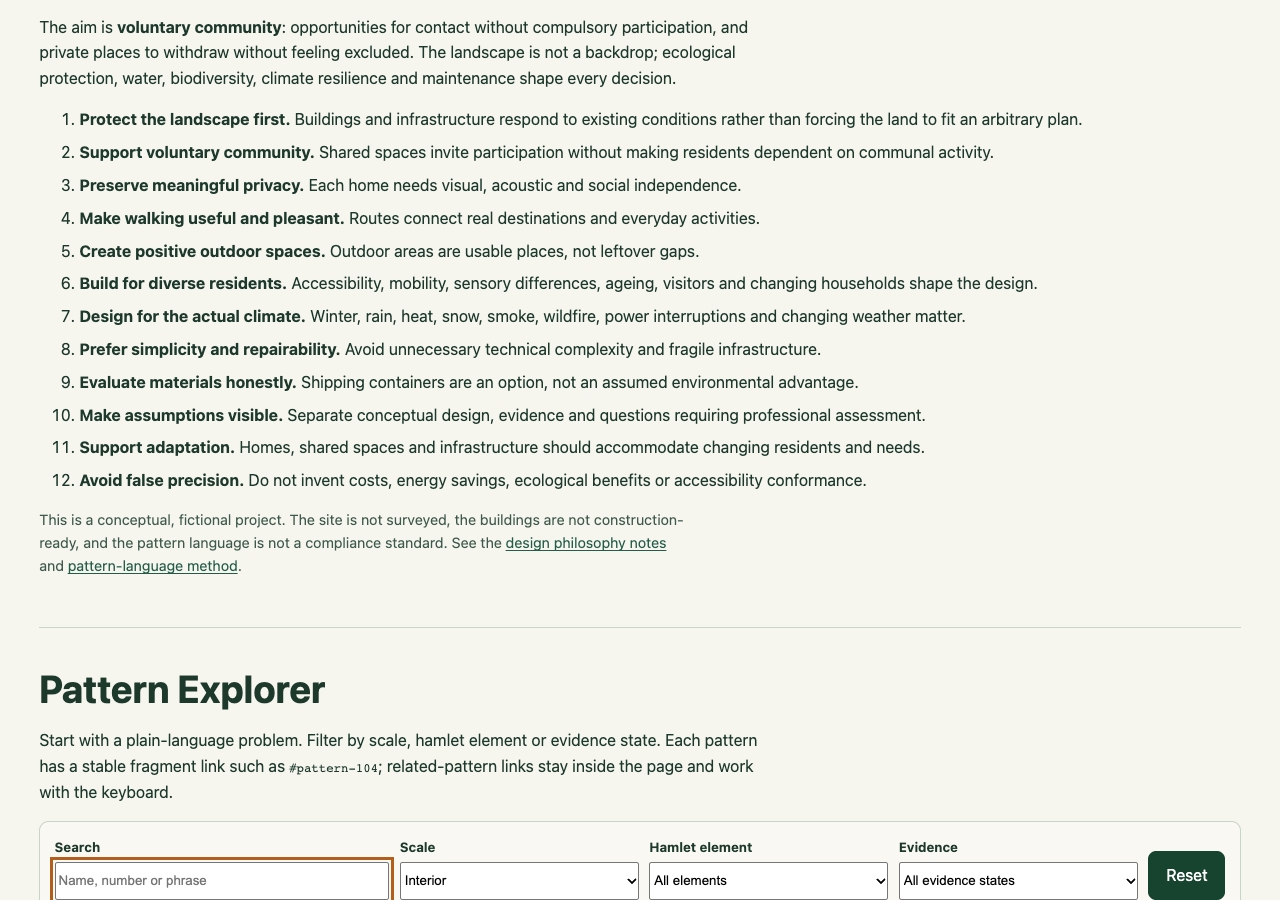 The aim is voluntary community: opportunities for contact without compulsory participation, and
private places to withdraw without feeling excluded. The landscape is not a backdrop; ecological
protection, water, biodiversity, climate resilience and maintenance shape every decision.
1. Protect the landscape first. Buildings and infrastructure respond to existing conditions rather than forcing the land to fit an arbitrary plan.
2. Support voluntary community. Shared spaces invite participation without making residents dependent on communal activity.
3. Preserve meaningful privacy. Each home needs visual, acoustic and social independence.
4. Make walking useful and pleasant. Routes connect real destinations and everyday activities.
5. Create positive outdoor spaces. Outdoor areas are usable places, not leftover gaps.
6. Build for diverse residents. Accessibility, mobility, sensory differences, ageing, visitors and changing households shape the design.
7. Design for the actual climate. Winter, rain, heat, snow, smoke, wildfire, power interruptions and changing weather matter.
8. Prefer simplicity and repairability. Avoid unnecessary technical complexity and fragile infrastructure.
9. Evaluate materials honestly. Shipping containers are an option, not an assumed environmental advantage.
10. Make assumptions visible. Separate conceptual design, evidence and questions requiring professional assessment.
11. Support adaptation. Homes, shared spaces and infrastructure should accommodate changing residents and needs.
12. Avoid false precision. Do not invent costs, energy savings, ecological benefits or accessibility conformance.
This is a conceptual, fictional project. The site is not surveyed, the buildings are not construction-
ready, and the pattern language is not a compliance standard. See the design philosophy notes
and pattern-language method.
Pattern Explorer
Start with a plain-language problem. Filter by scale, hamlet element or evidence state. Each pattern
has a stable fragment link such as #pattern-104; related-pattern links stay inside the page and work
with the keyboard.
Search Scale Hamlet element Evidence
Name, number or phrase Interior All elements All evidence states Reset